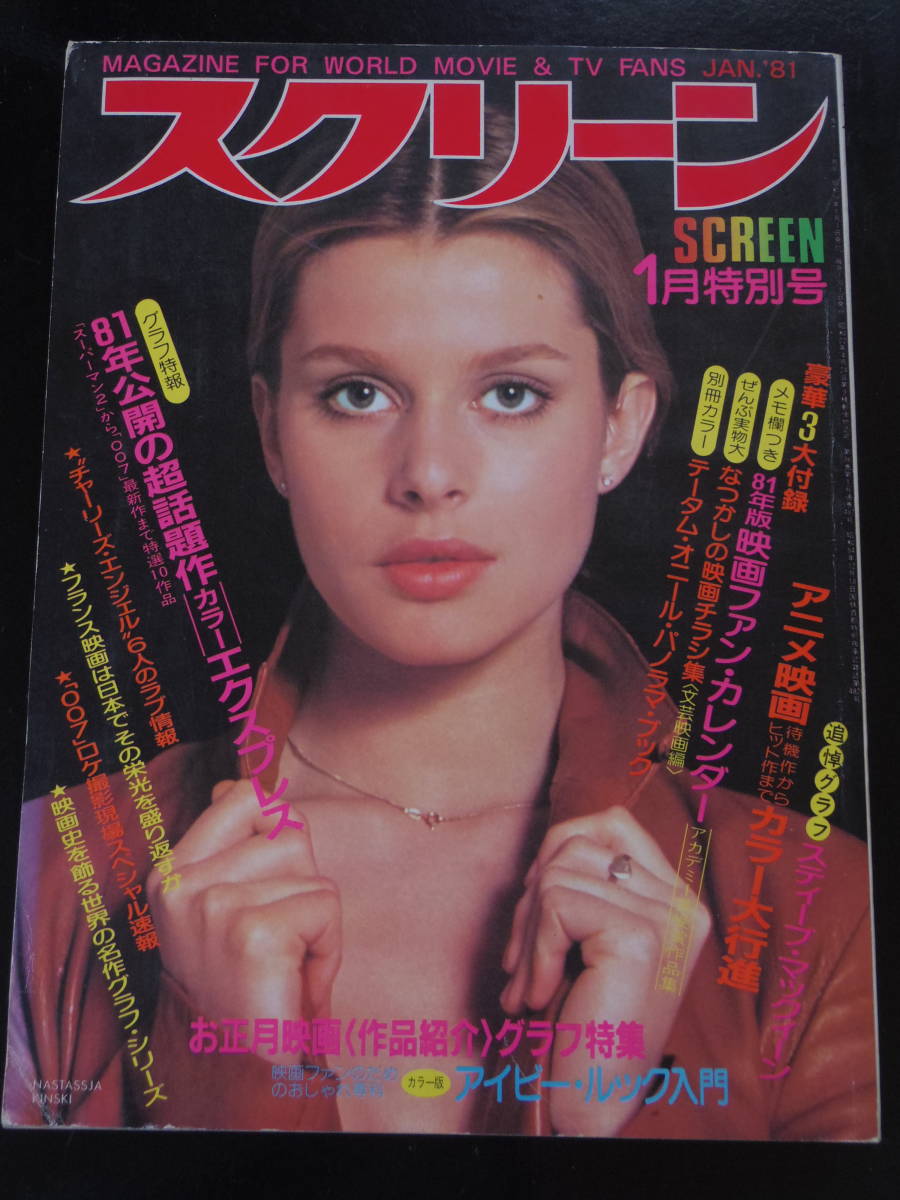 MAGAZINE FOR WORLD MOVIE & TV FANS JAN.'81
スクリーン
SCREEN
1月特別号
豪華3大付録
メモ欄つき
81年版映画ファン・カレンダー
ぜんぶ実物大
なつかしの映画チラシ集〈文芸映画編〉
別冊カラー
テータム・オニール・パノラマ・ブック
追悼グラフ
スティーブ・マックィーン
アニメ映画
待機作から
ヒット作まで
カラー大行進
グラフ特報
81年公開の超話題作カラーエクスプレス
「スーパーマン2」から「007」最新作まで特選10作品
★"チャーリーズ・エンジェル"6人のラブ情報
★フランス映画は日本でその栄光を盛り返すか
★「007」ロケ撮影現場スペシャル速報
★映画史を飾る世界の名作グラフ・シリーズ
アカデミー
作品集
お正月映画〈作品紹介〉グラフ特集
映画ファンのため
のおしゃれ専科
カラー版
アイビー・ルック入門
NASTASSJA
KINSKI